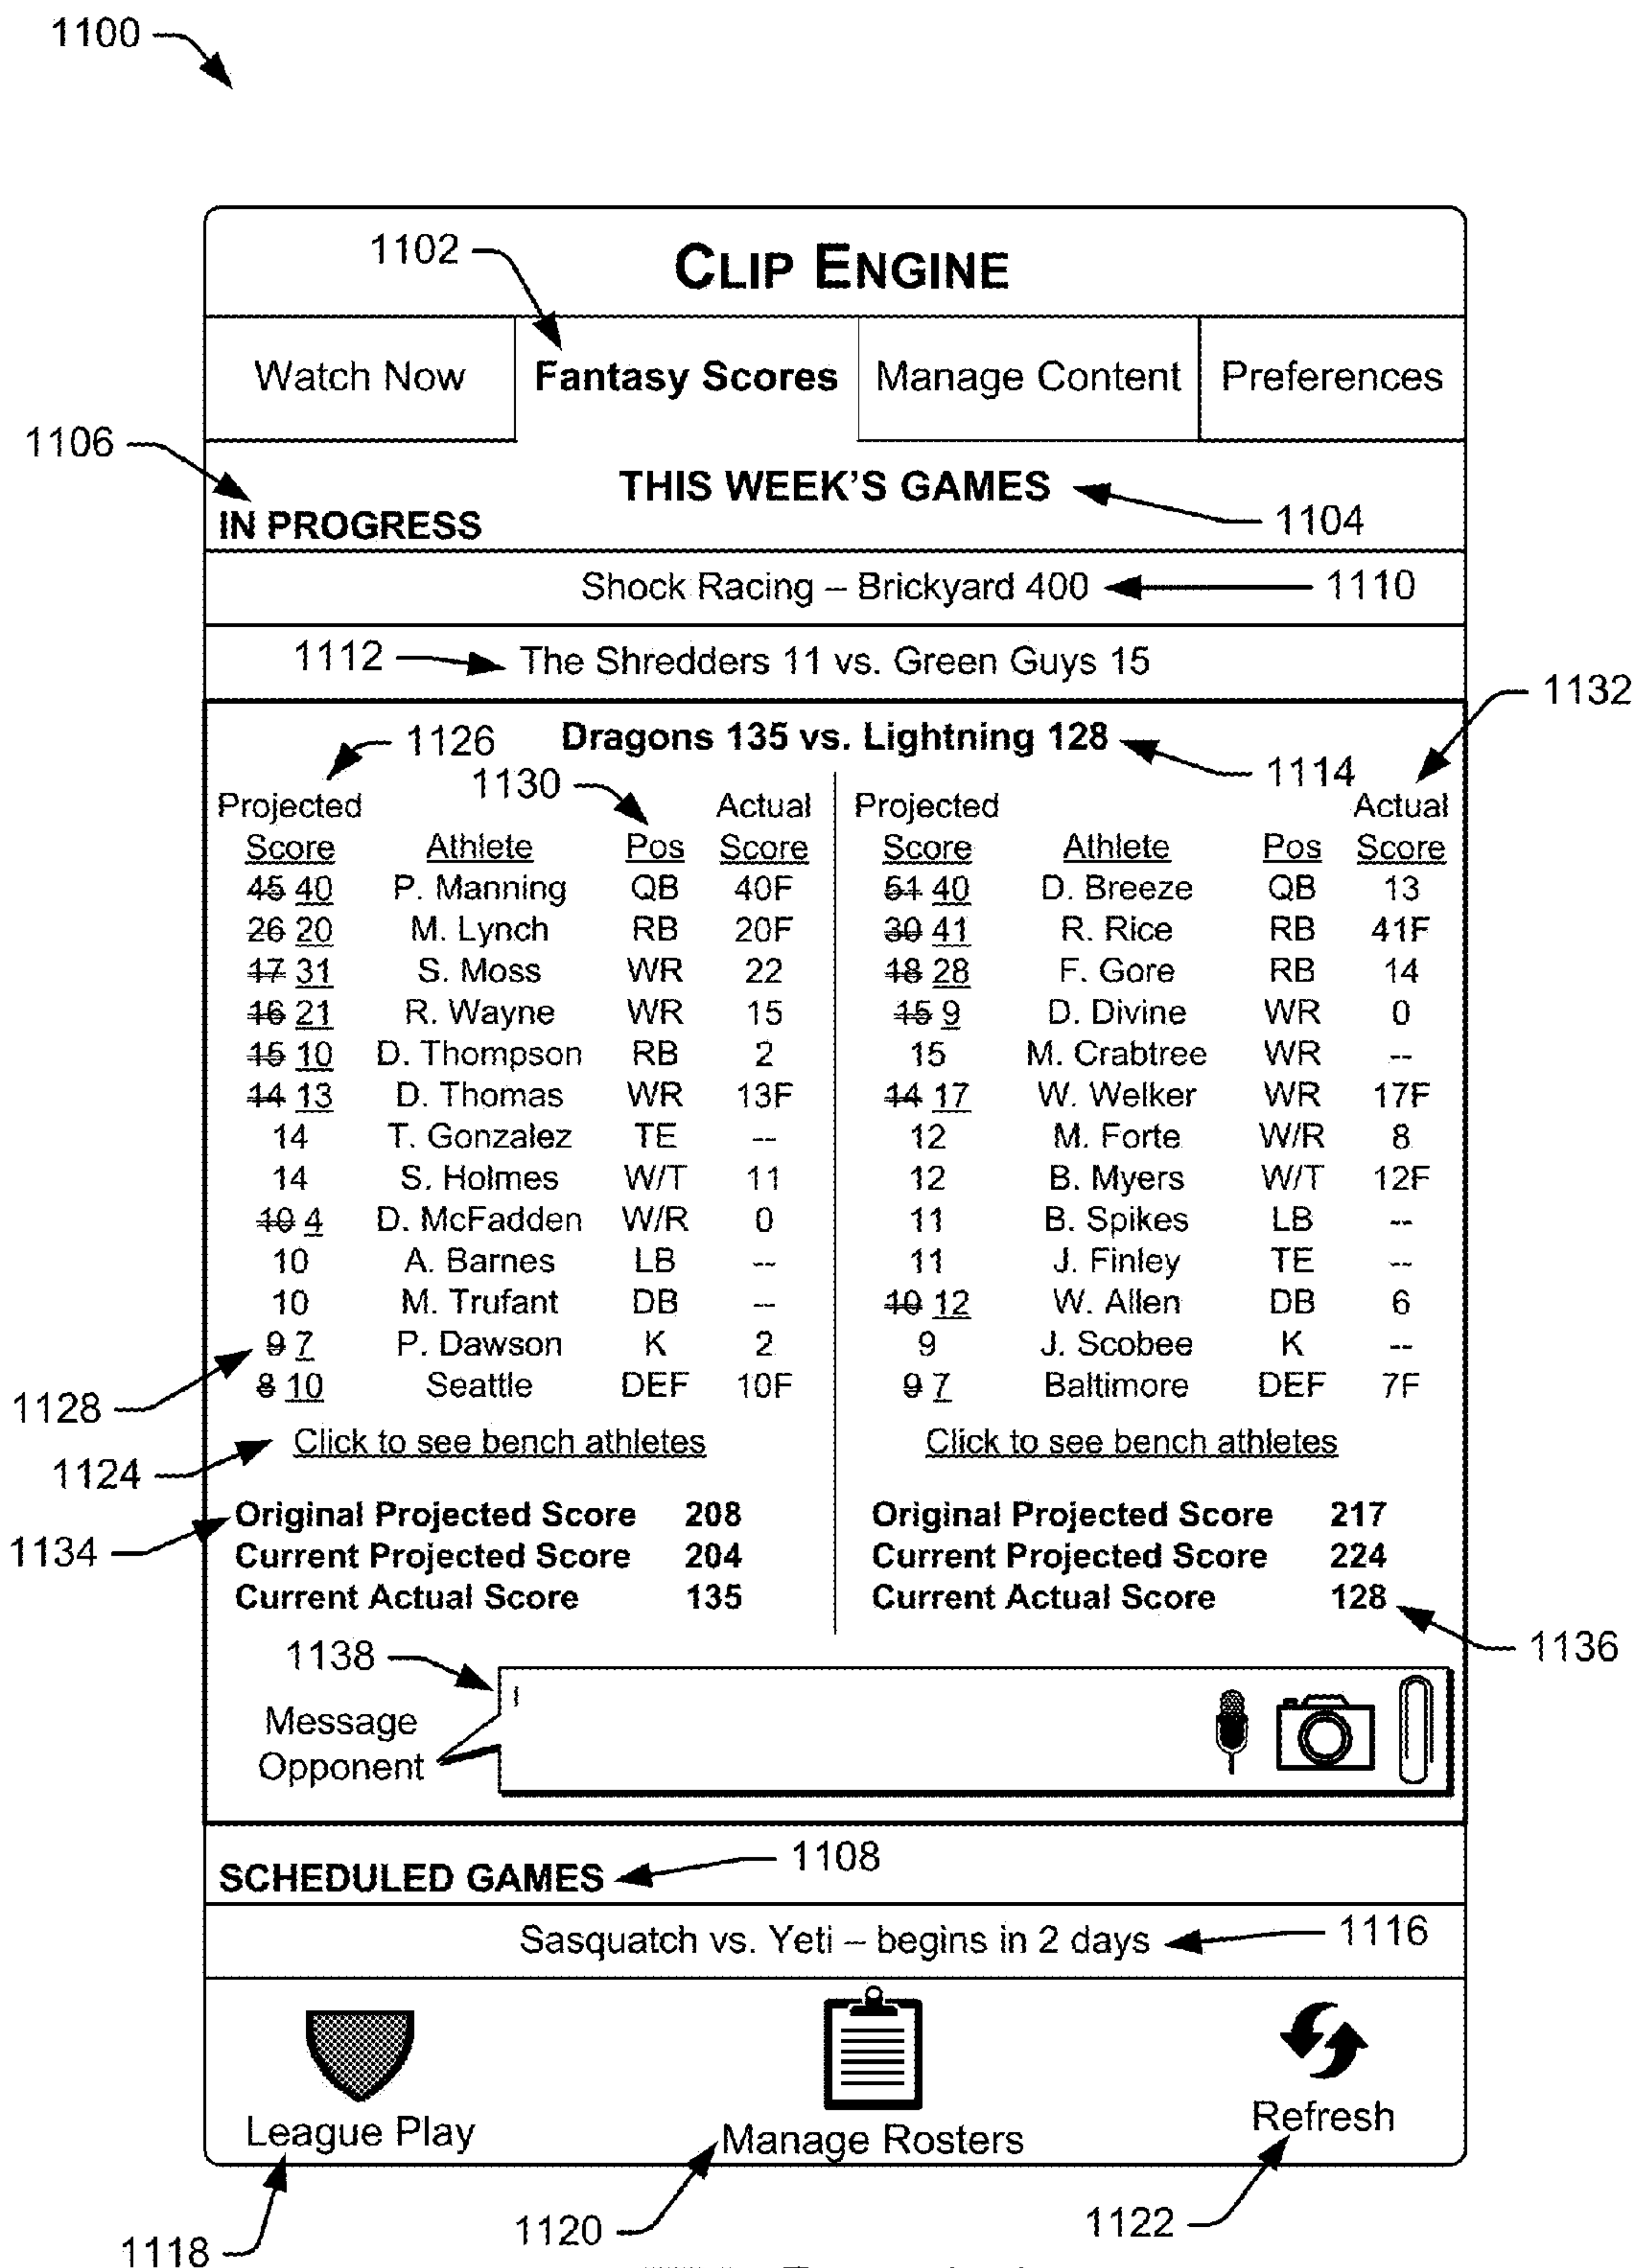 1100
1102
CLIP ENGINE
Watch Now Fantasy Scores Manage Content Preferences
1106
THIS WEEK'S GAMES
1104
IN PROGRESS
Shock Racing – Brickyard 400 1110
1112 The Shredders 11 vs. Green Guys 15
1132
1126 Dragons 135 vs. Lightning 128
1130 1114
Projected Actual Projected Actual
Score Athlete Pos Score Score Athlete Pos Score
45 40 P. Manning QB 40F 51 40 D. Breeze QB 13
26 20 M. Lynch RB 20F 30 41 R. Rice RB 41F
17 31 S. Moss WR 22 18 28 F. Gore RB 14
16 21 R. Wayne WR 15 15 9 D. Divine WR 0
15 10 D. Thompson RB 2 15 M. Crabtree WR --
14 13 D. Thomas WR 13F 14 17 W. Welker WR 17F
14 T. Gonzalez TE -- 12 M. Forte W/R 8
14 S. Holmes W/T 11 12 B. Myers W/T 12F
10 4 D. McFadden W/R 0 11 B. Spikes LB --
10 A. Barnes LB -- 11 J. Finley TE --
10 M. Trufant DB -- 10 12 W. Allen DB 6
9 7 P. Dawson K 2 9 J. Scobee K --
8 10 Seattle DEF 10F 9 7 Baltimore DEF 7F
1128
Click to see bench athletes Click to see bench athletes
1124
Original Projected Score 208 Original Projected Score 217
1134
Current Projected Score 204 Current Projected Score 224
Current Actual Score 135 Current Actual Score 128
1136
1138
Message
Opponent
1108
SCHEDULED GAMES
Sasquatch vs. Yeti – begins in 2 days 1116
League Play Manage Rosters Refresh
1118 1120 1122